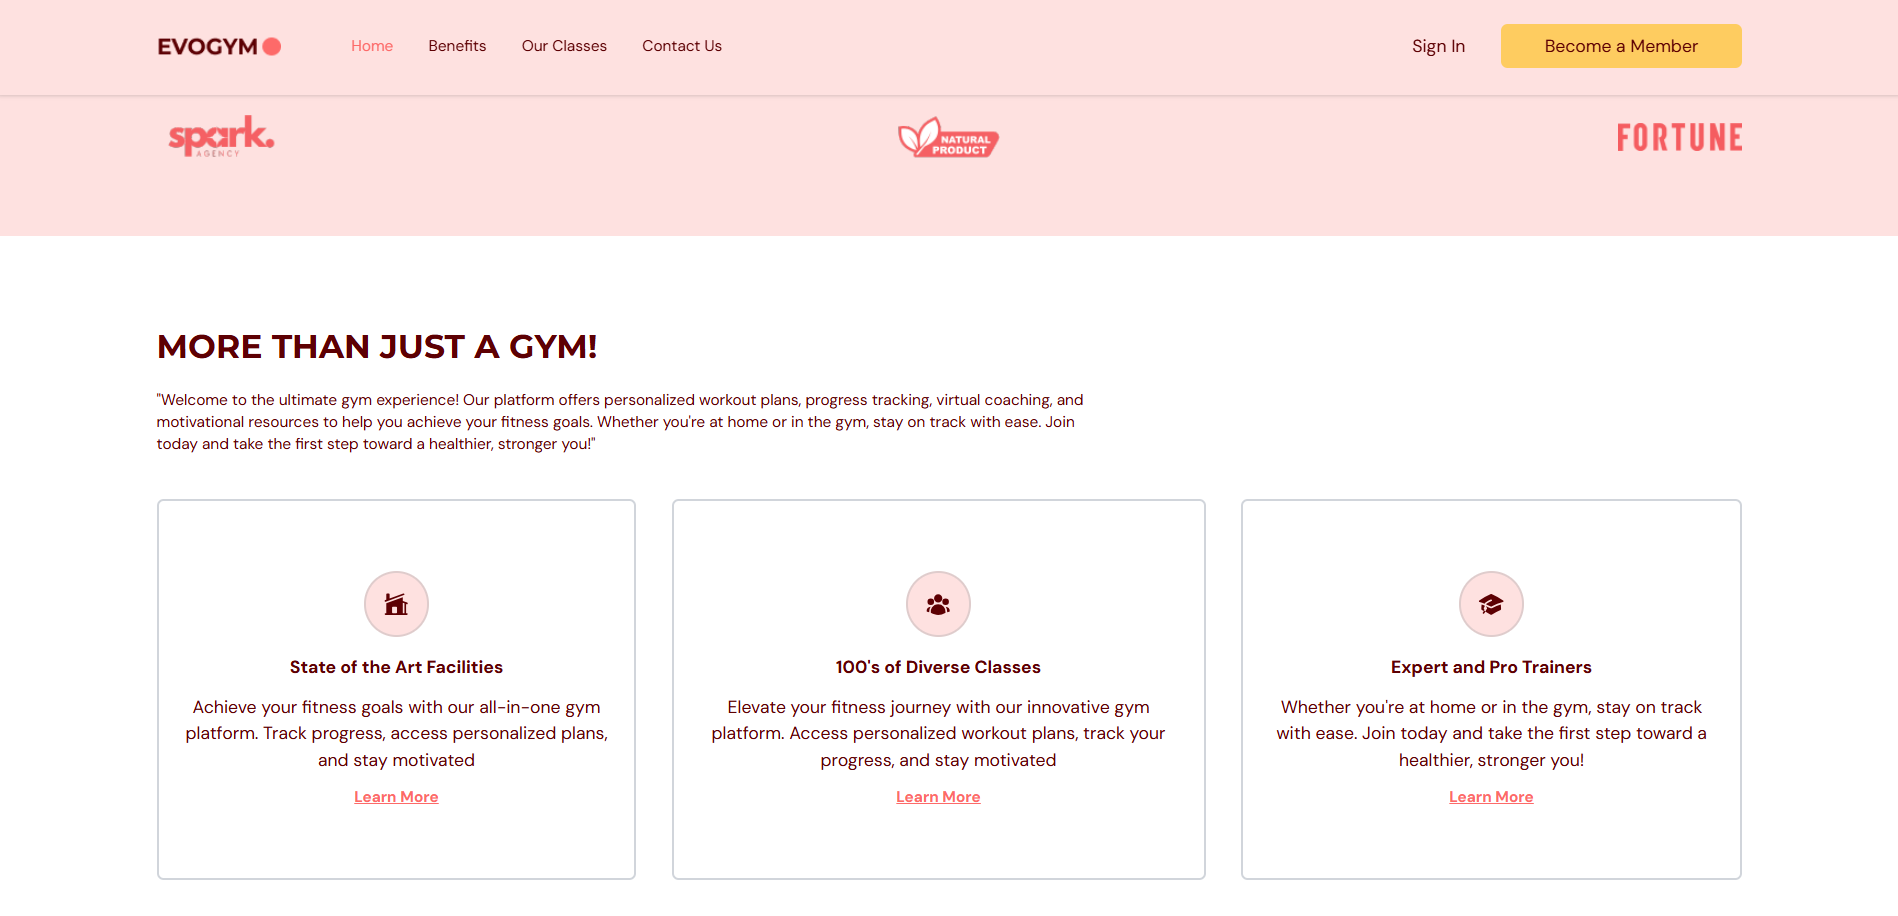 EVOGYM
Home
Benefits
Our Classes
Contact Us
Sign In
Become a Member
spark.
AGENCY
NATURAL
PRODUCT
FORTUNE
MORE THAN JUST A GYM!
"Welcome to the ultimate gym experience! Our platform offers personalized workout plans, progress tracking, virtual coaching, and
motivational resources to help you achieve your fitness goals. Whether you're at home or in the gym, stay on track with ease. Join
today and take the first step toward a healthier, stronger you!"
State of the Art Facilities
Achieve your fitness goals with our all-in-one gym
platform. Track progress, access personalized plans,
and stay motivated
Learn More
100's of Diverse Classes
Elevate your fitness journey with our innovative gym
platform. Access personalized workout plans, track your
progress, and stay motivated
Learn More
Expert and Pro Trainers
Whether you're at home or in the gym, stay on track
with ease. Join today and take the first step toward a
healthier, stronger you!
Learn More